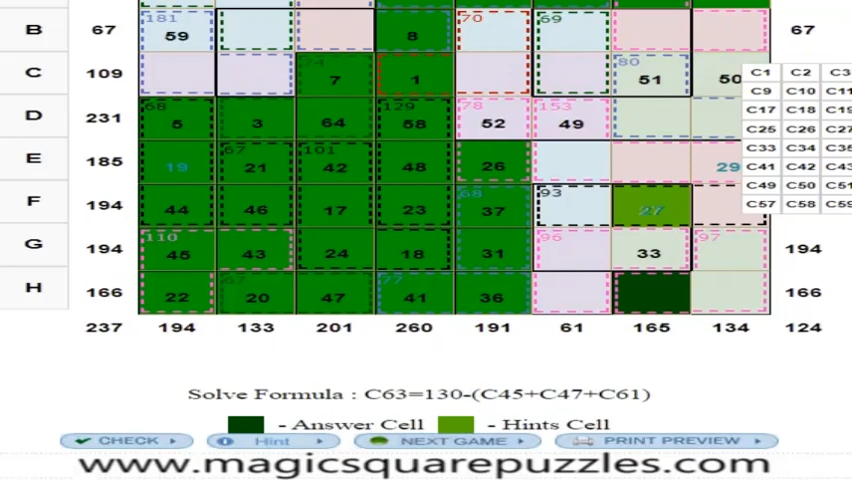 181 70 69
B 67 59 8 67
74 80
C 109 7 1 51 50 C1 C2 C3
C9 C10 C11
68 129 78 153
D 231 5 3 64 58 52 49 C17 C18 C19
C25 C26 C27
67 101
E 185 19 21 42 48 26 29 C33 C34 C35
C41 C42 C43
68 93
F 194 44 46 17 23 37 27 C49 C50 C51
C57 C58 C59
110 96 97
G 194 45 43 24 18 31 33 194
67 77
H 166 22 20 47 41 36 166
237 194 133 201 260 191 61 165 134 124
Solve Formula : C63=130-(C45+C47+C61)
- Answer Cell - Hints Cell
CHECK Hint NEXT GAME PRINT PREVIEW
www.magicsquarepuzzles.com